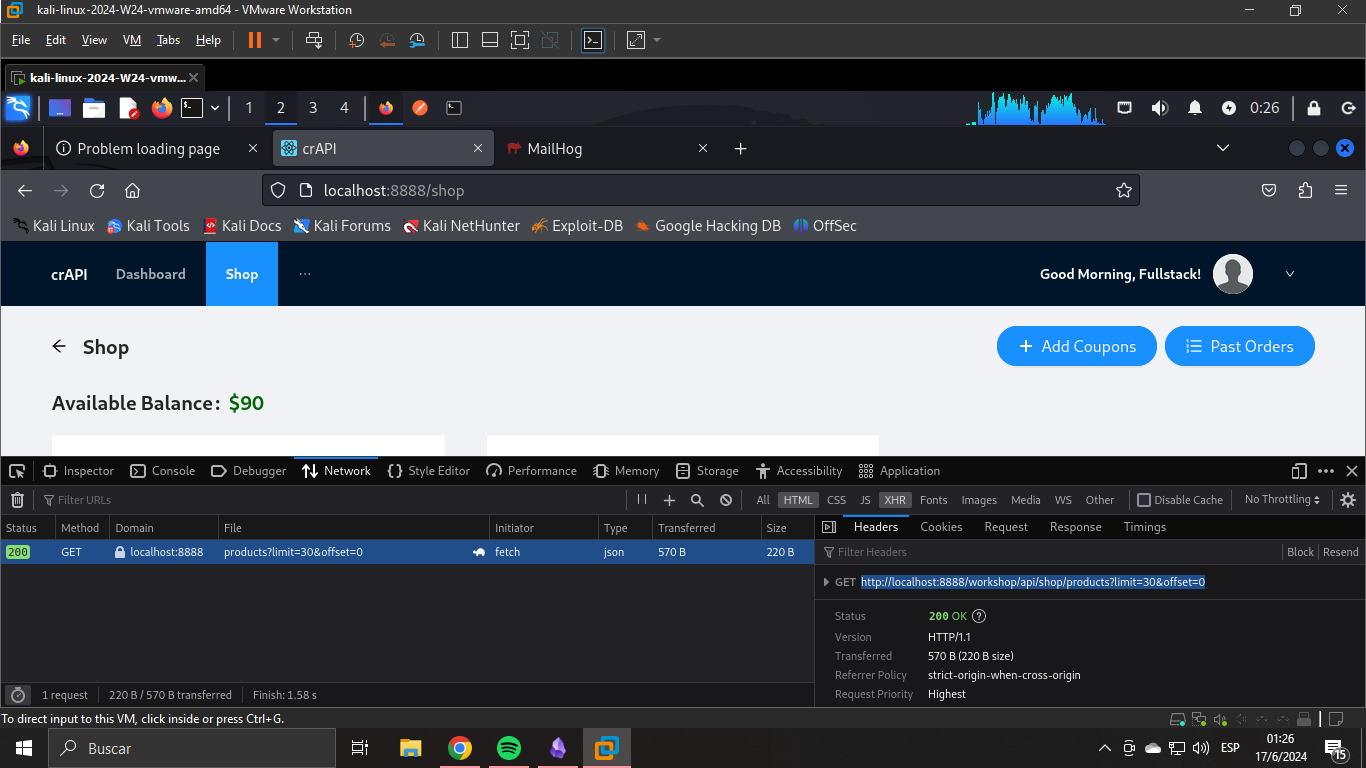 kali-linux-2024-W24-vmware-amd64 - VMware Workstation
File Edit View VM Tabs Help
kali-linux-2024-W24-vmw...
1 2 3 4 0:26
Problem loading page crAPI MailHog
localhost:8888/shop
Kali Linux Kali Tools Kali Docs Kali Forums Kali NetHunter Exploit-DB Google Hacking DB OffSec
crAPI Dashboard Shop ··· Good Morning, Fullstack!
Shop + Add Coupons Past Orders
Available Balance: $90
Inspector Console Debugger Network Style Editor Performance Memory Storage Accessibility Application
Filter URLs All HTML CSS JS XHR Fonts Images Media WS Other Disable Cache No Throttling
Status Method Domain File Initiator Type Transferred Size Headers Cookies Request Response Timings
200 GET localhost:8888 products?limit=30&offset=0 fetch json 570 B 220 B Filter Headers Block Resend
GET http://localhost:8888/workshop/api/shop/products?limit=30&offset=0
Status 200 OK ?
Version HTTP/1.1
Transferred 570 B (220 B size)
Referrer Policy strict-origin-when-cross-origin
Request Priority Highest
1 request 220 B / 570 B transferred Finish: 1.58 s
To direct input to this VM, click inside or press Ctrl+G.
Buscar ESP 01:26
17/6/2024 15